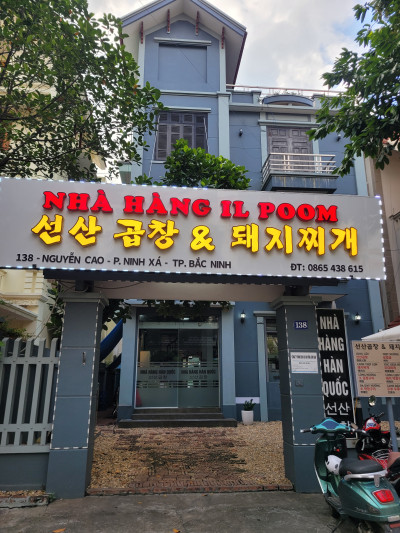 NHÀ HÀNG IL POOM
선산 곱창 & 돼지찌개
138 - NGUYỄN CAO - P. NINH XÁ - TP. BẮC NINH ĐT: 0865 438 615
138
NHÀ
HÀNG
HÀN
QUỐC
선산
선산곱창 & 돼지